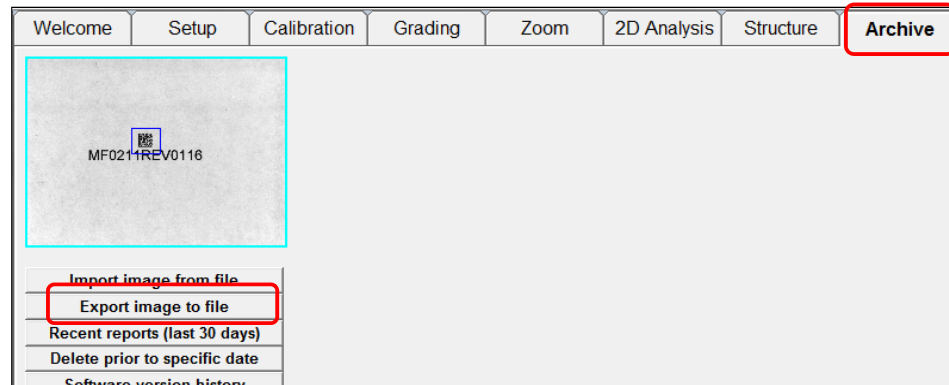 Welcome Setup Calibration Grading Zoom 2D Analysis Structure Archive
MF0211REV0116
Import image from file
Export image to file
Recent reports (last 30 days)
Delete prior to specific date
Software version history